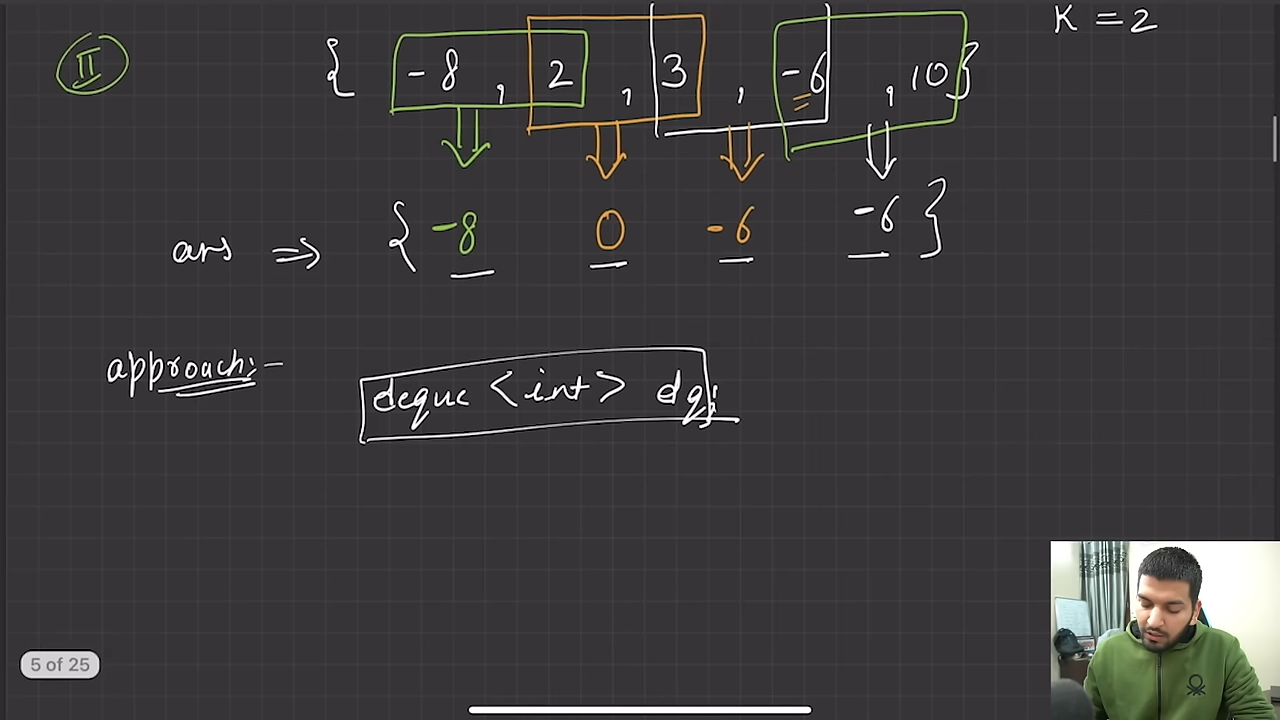 K = 2
II { -8 , 2 , 3 , -6 , 10 }
ans ⇒ { -8 0 -6 -6 }
approach:-
deque <int> dq;
5 of 25